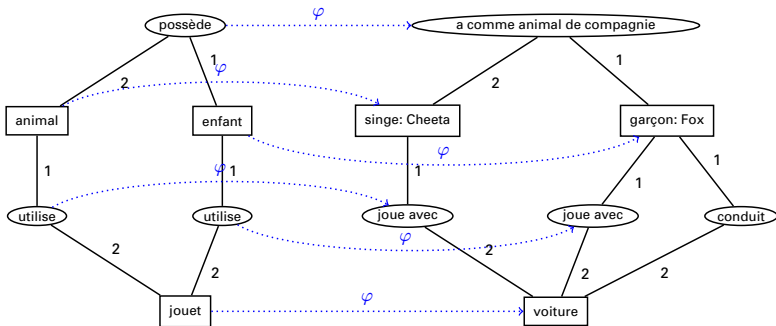 possède
φ
a comme animal de compagnie
2
1
φ
2
1
animal
enfant
singe: Cheeta
garçon: Fox
φ
1
1
φ
1
1
1
utilise
utilise
joue avec
joue avec
conduit
φ
2
2
2
2
2
jouet
φ
voiture